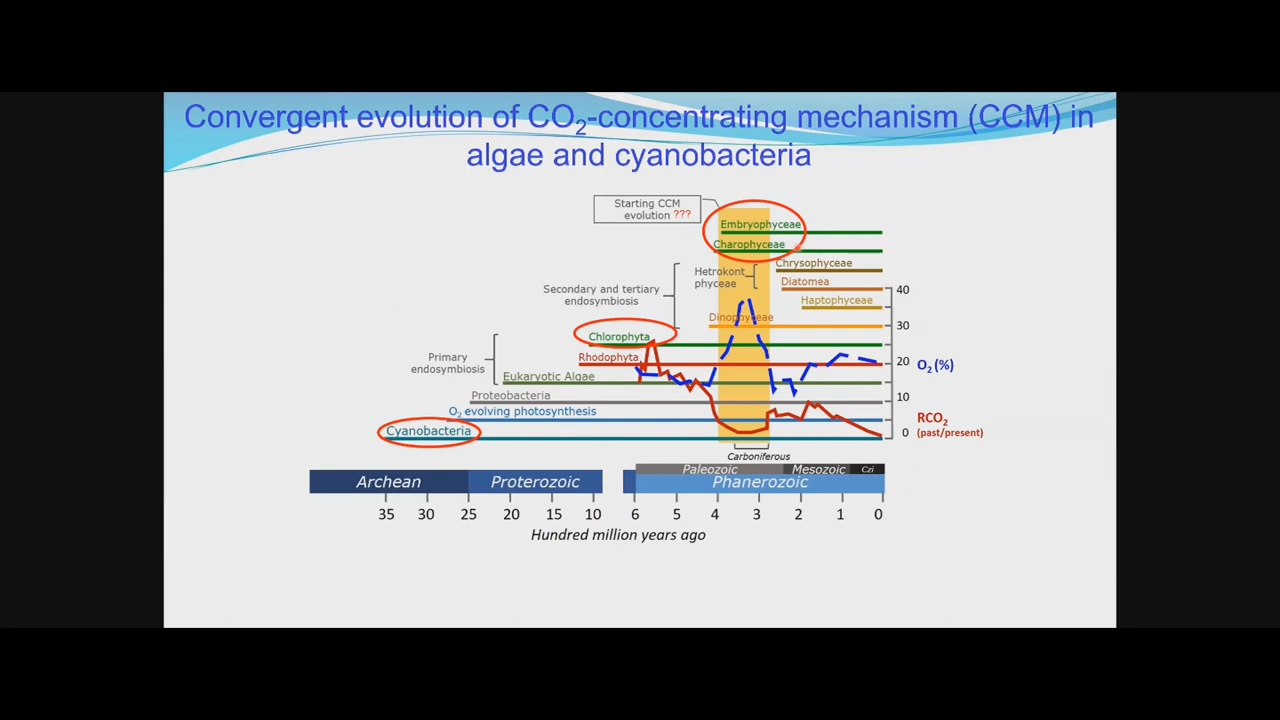 Convergent evolution of CO₂-concentrating mechanism (CCM) in
algae and cyanobacteria
Starting CCM
evolution ???
Embryophyceae
Charophyceae
Chrysophyceae
Hetrokont
phyceae
Diatomea
Secondary and tertiary
endosymbiosis
Haptophyceae
Dinophyceae
Chlorophyta
Primary
endosymbiosis
Rhodophyta
Eukaryotic Algae
Proteobacteria
O₂ evolving photosynthesis
Cyanobacteria
40
30
20
10
0
O₂ (%)
RCO₂
(past/present)
Carboniferous
Paleozoic Mesozoic Czi
Archean Proterozoic Phanerozoic
35 30 25 20 15 10 6 5 4 3 2 1 0
Hundred million years ago